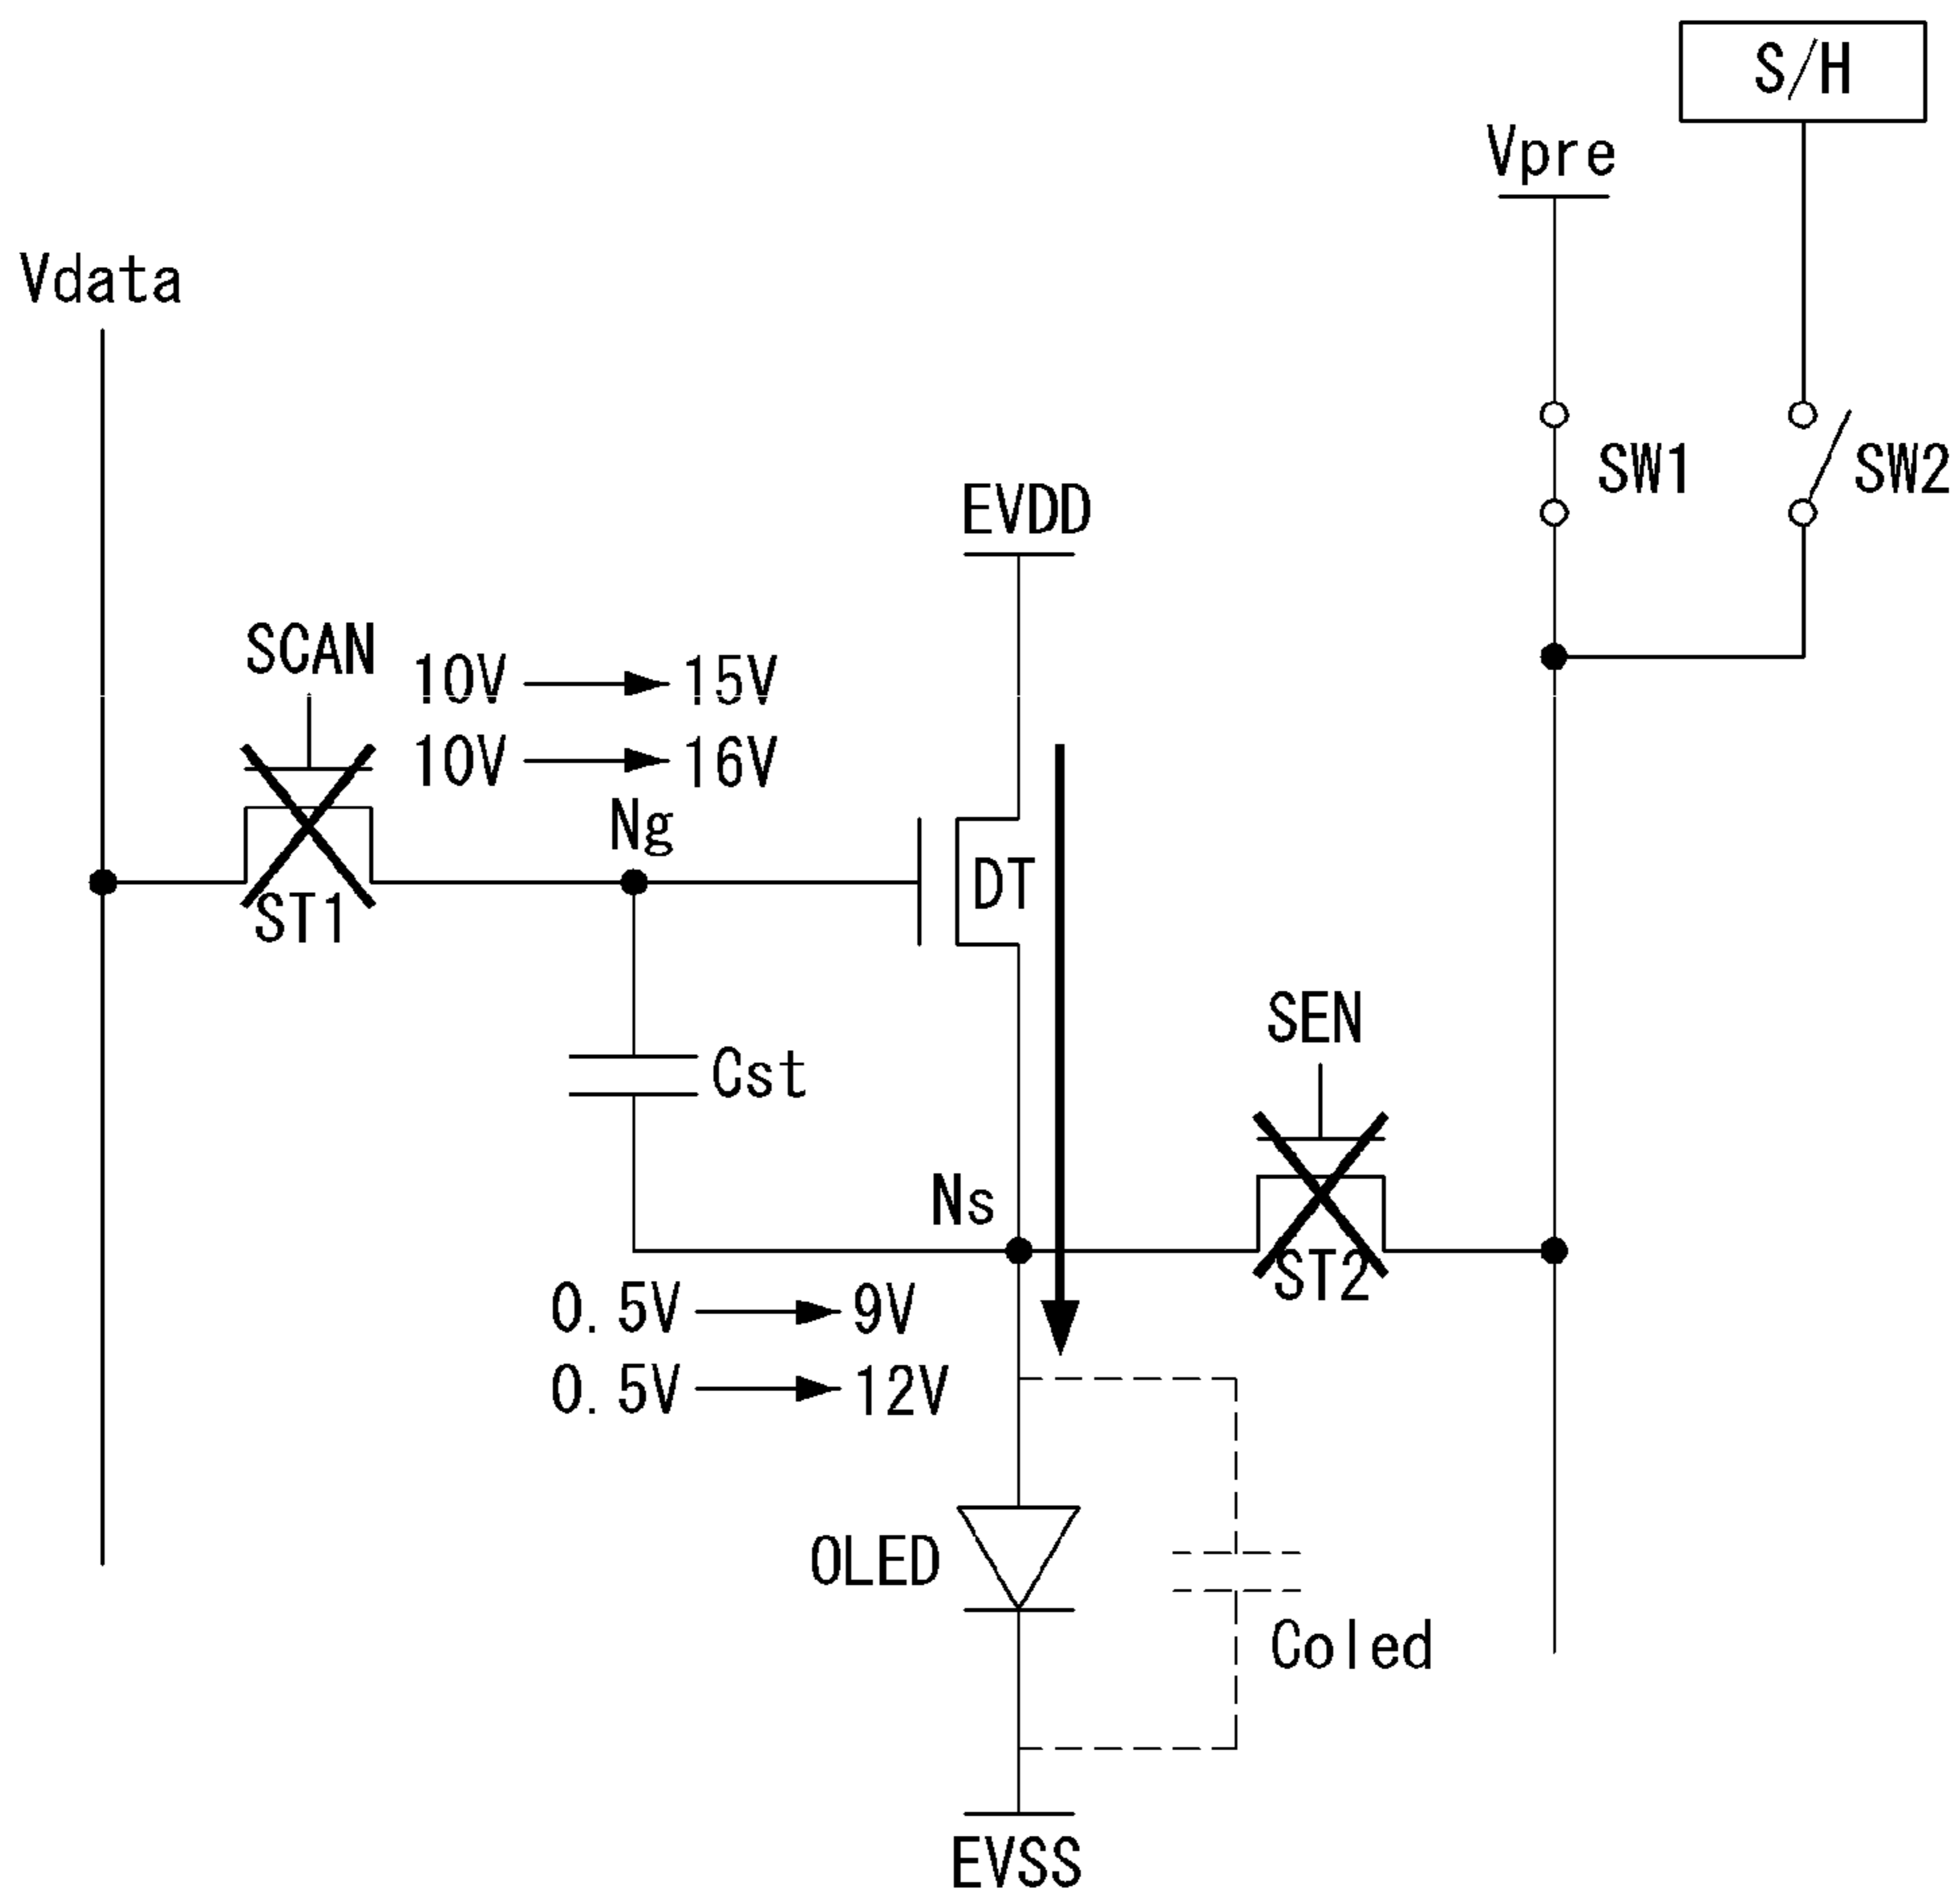 S/H
Vpre
Vdata
SW1
SW2
EVDD
SCAN
10V 15V
10V 16V
Ng
DT
ST1
SEN
Cst
Ns
ST2
0.5V 9V
0.5V 12V
OLED
Coled
EVSS